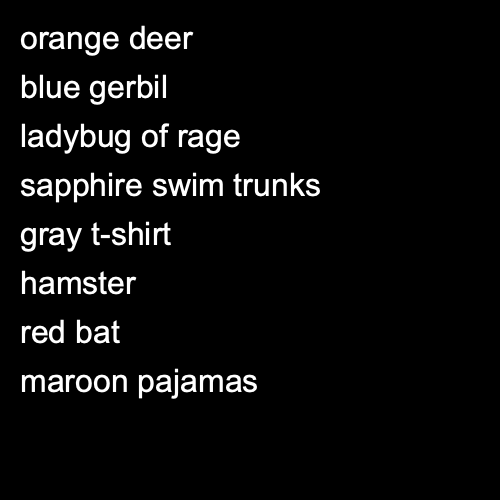 orange deer
blue gerbil
ladybug of rage
sapphire swim trunks
gray t-shirt
hamster
red bat
maroon pajamas